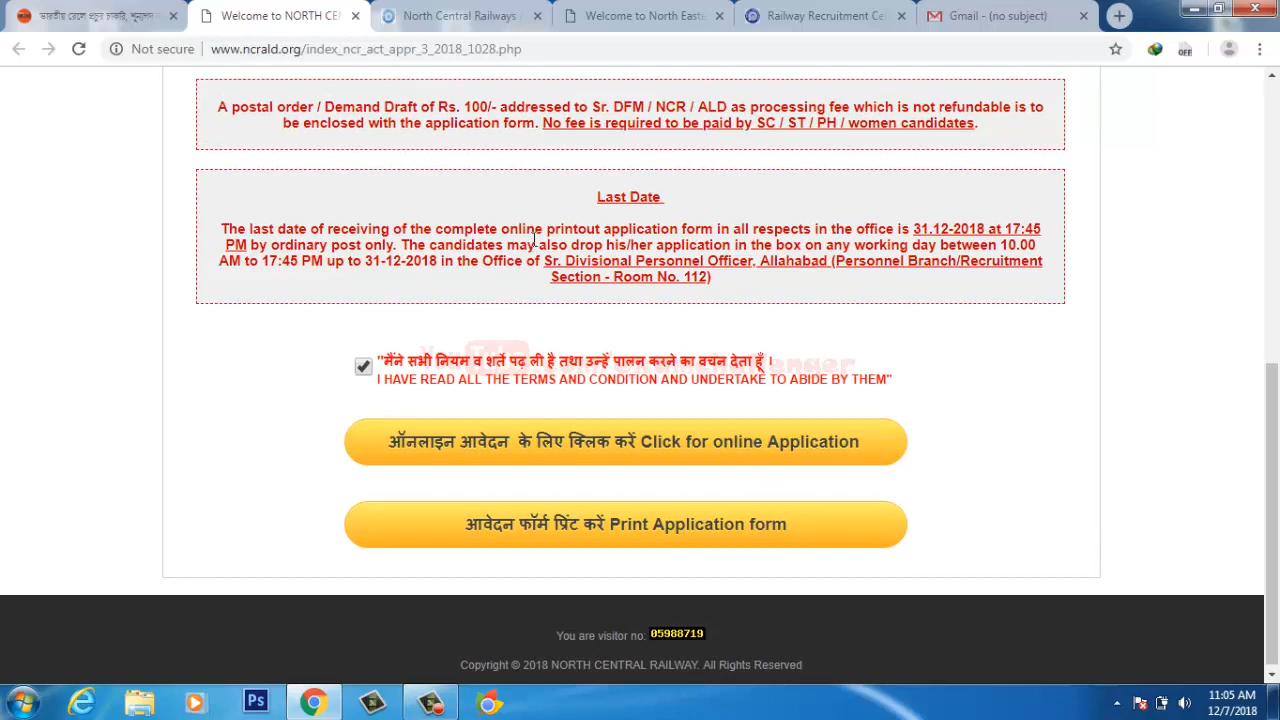 ভারতীয় রেলে প্রচুর চাকরি, শূন্যপদ
Welcome to NORTH CEN
North Central Railways /
Welcome to North Easte
Railway Recruitment Ce
Gmail - (no subject)
Not secure
www.ncrald.org/index_ncr_act_appr_3_2018_1028.php
OFF
A postal order / Demand Draft of Rs. 100/- addressed to Sr. DFM / NCR / ALD as processing fee which is not refundable is to
be enclosed with the application form. No fee is required to be paid by SC / ST / PH / women candidates.
Last Date
The last date of receiving of the complete online printout application form in all respects in the office is 31.12-2018 at 17:45
PM by ordinary post only. The candidates may also drop his/her application in the box on any working day between 10.00
AM to 17:45 PM up to 31-12-2018 in the Office of Sr. Divisional Personnel Officer, Allahabad (Personnel Branch/Recruitment
Section - Room No. 112)
"मैंने सभी नियम व शर्ते पढ़ ली है तथा उन्हें पालन करने का वचन देता हूँ ।
I HAVE READ ALL THE TERMS AND CONDITION AND UNDERTAKE TO ABIDE BY THEM"
ऑनलाइन आवेदन के लिए क्लिक करें Click for online Application
आवेदन फॉर्म प्रिंट करें Print Application form
You are visitor no: 05988719
Copyright © 2018 NORTH CENTRAL RAILWAY. All Rights Reserved
Ps
11:05 AM
12/7/2018